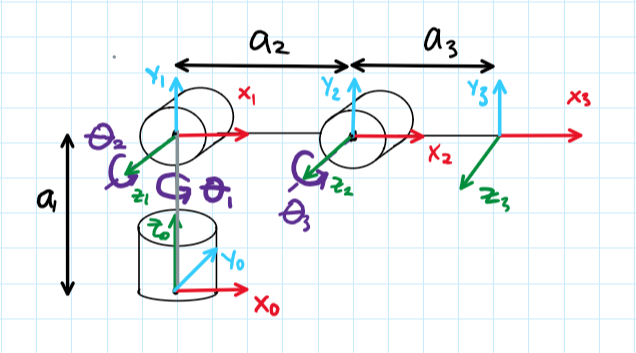 a₂
a₃
Y₁
X₁
Y₂
Y₃
X₃
θ₂
Z₁
θ₁
X₂
Z₂
θ₃
Z₃
a₁
Z₀
Y₀
X₀